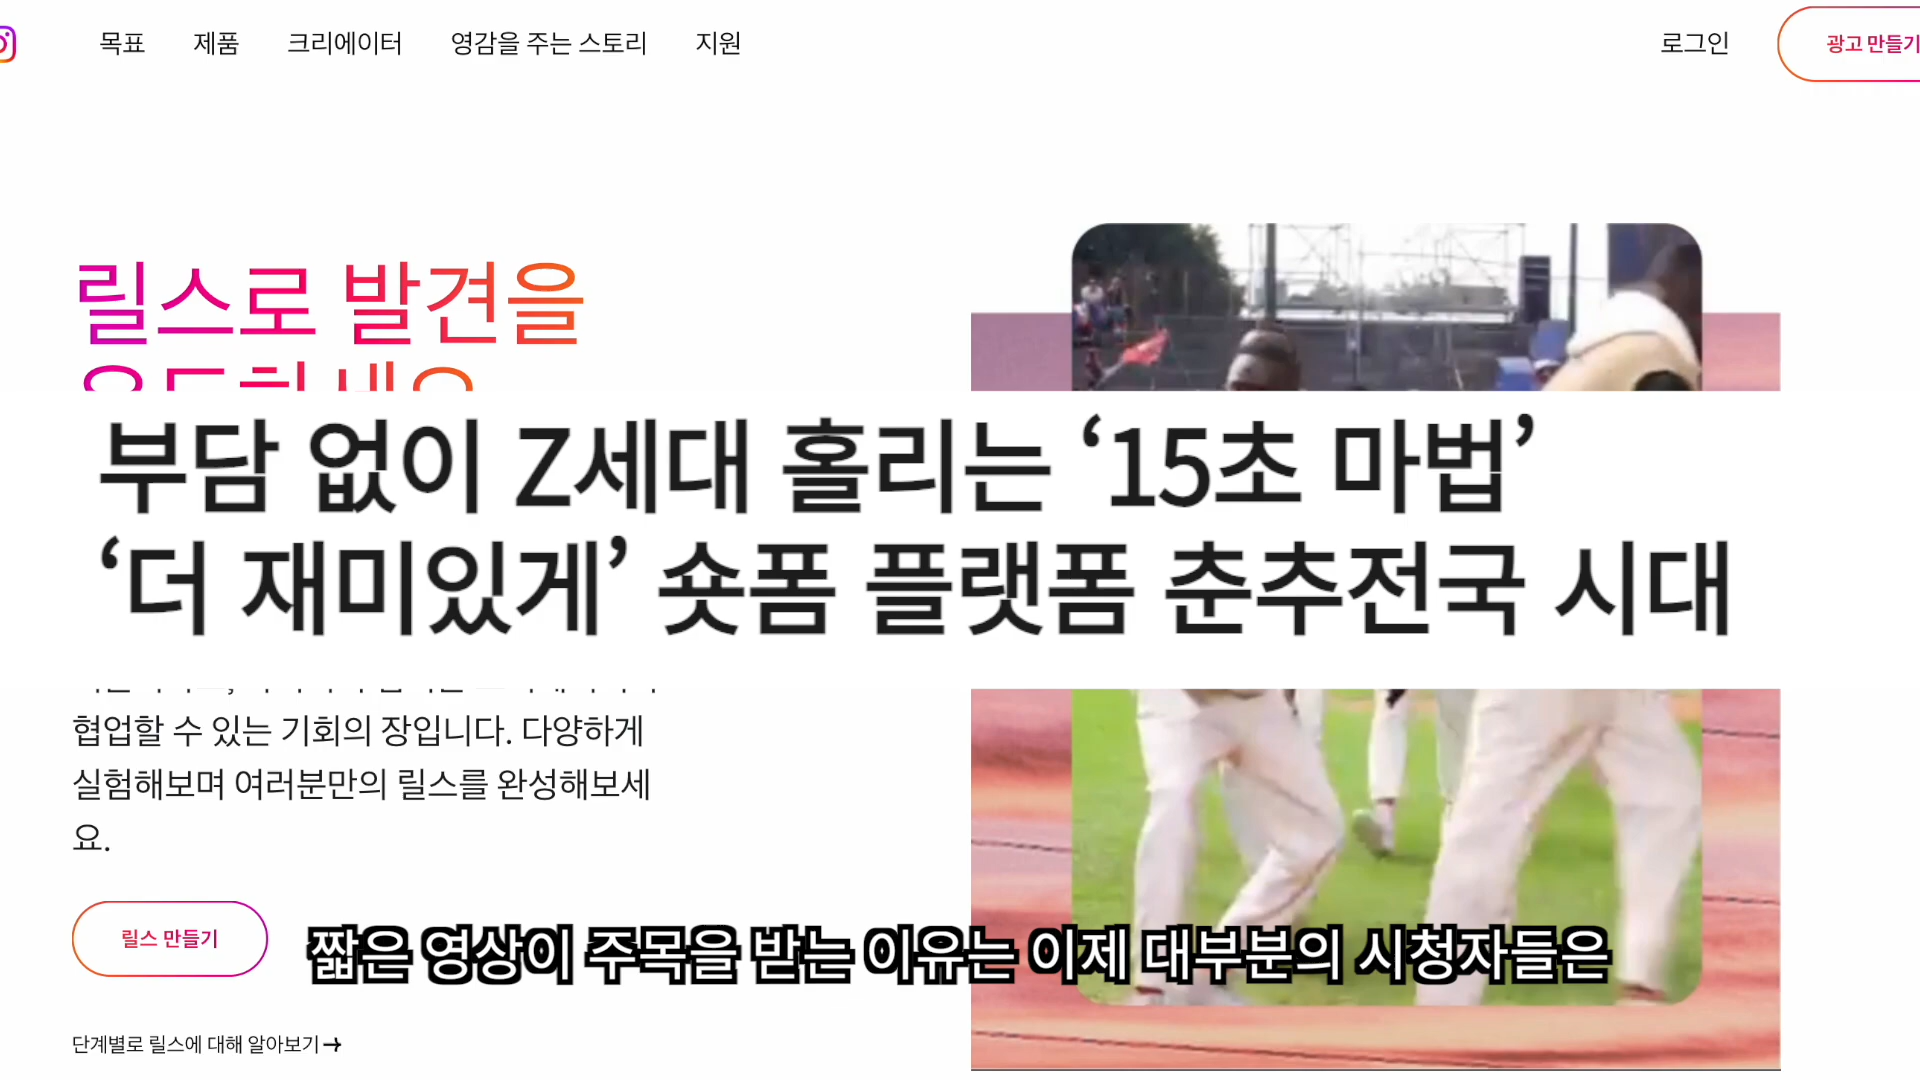 목표
제품
크리에이터
영감을 주는 스토리
지원
로그인
광고 만들기
릴스로 발견을
부담 없이 Z세대 홀리는 ‘15초 마법’
‘더 재미있게’ 숏폼 플랫폼 춘추전국 시대
협업할 수 있는 기회의 장입니다. 다양하게
실험해보며 여러분만의 릴스를 완성해보세
요.
릴스 만들기
짧은 영상이 주목을 받는 이유는 이제 대부분의 시청자들은
단계별로 릴스에 대해 알아보기→